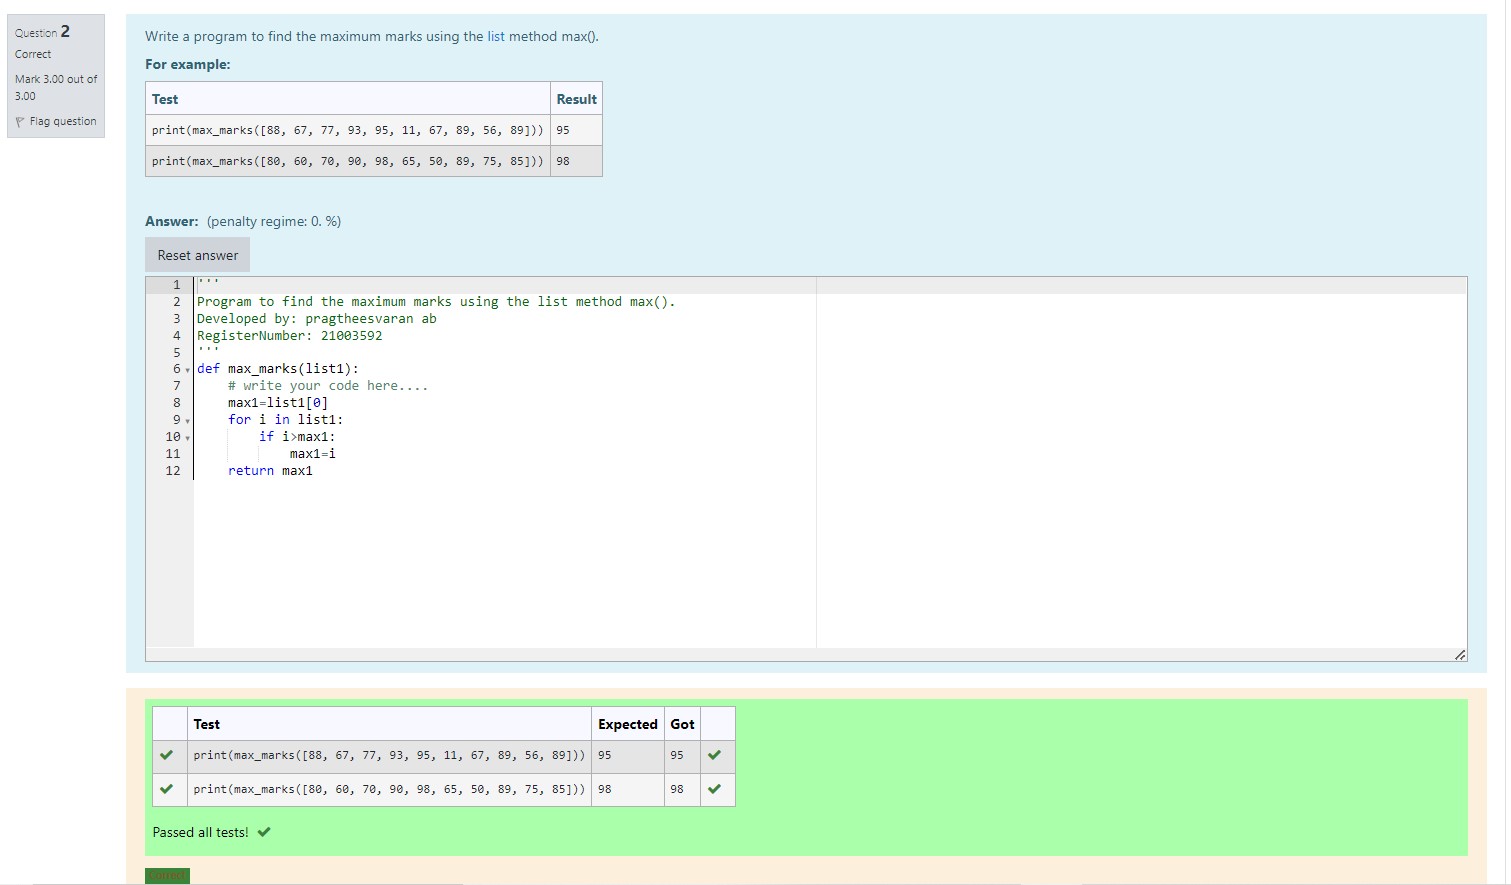 Question 2
Correct
Mark 3.00 out of
3.00
Flag question
Write a program to find the maximum marks using the list method max().
For example:
Test Result
print(max_marks([88, 67, 77, 93, 95, 11, 67, 89, 56, 89])) 95
print(max_marks([80, 60, 70, 90, 98, 65, 50, 89, 75, 85])) 98
Answer: (penalty regime: 0. %)
Reset answer
1 '''
2 Program to find the maximum marks using the list method max().
3 Developed by: pragtheesvaran ab
4 RegisterNumber: 21003592
5 '''
6 def max_marks(list1):
7 # write your code here....
8 max1=list1[0]
9 for i in list1:
10 if i>max1:
11 max1=i
12 return max1
Test Expected Got
print(max_marks([88, 67, 77, 93, 95, 11, 67, 89, 56, 89])) 95 95
print(max_marks([80, 60, 70, 90, 98, 65, 50, 89, 75, 85])) 98 98
Passed all tests!
Correct